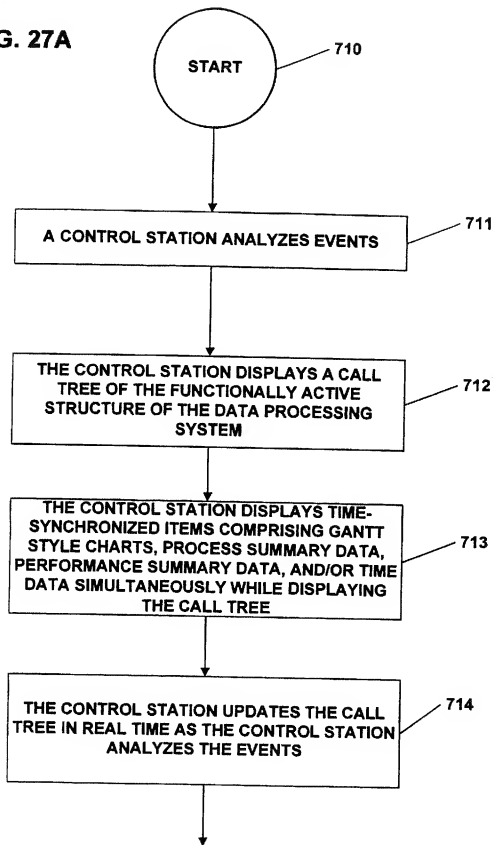 G. 27A
START
710
A CONTROL STATION ANALYZES EVENTS
711
THE CONTROL STATION DISPLAYS A CALL
TREE OF THE FUNCTIONALLY ACTIVE
STRUCTURE OF THE DATA PROCESSING
SYSTEM
712
THE CONTROL STATION DISPLAYS TIME-
SYNCHRONIZED ITEMS COMPRISING GANTT
STYLE CHARTS, PROCESS SUMMARY DATA,
PERFORMANCE SUMMARY DATA, AND/OR TIME
DATA SIMULTANEOUSLY WHILE DISPLAYING
THE CALL TREE
713
THE CONTROL STATION UPDATES THE CALL
TREE IN REAL TIME AS THE CONTROL STATION
ANALYZES THE EVENTS
714